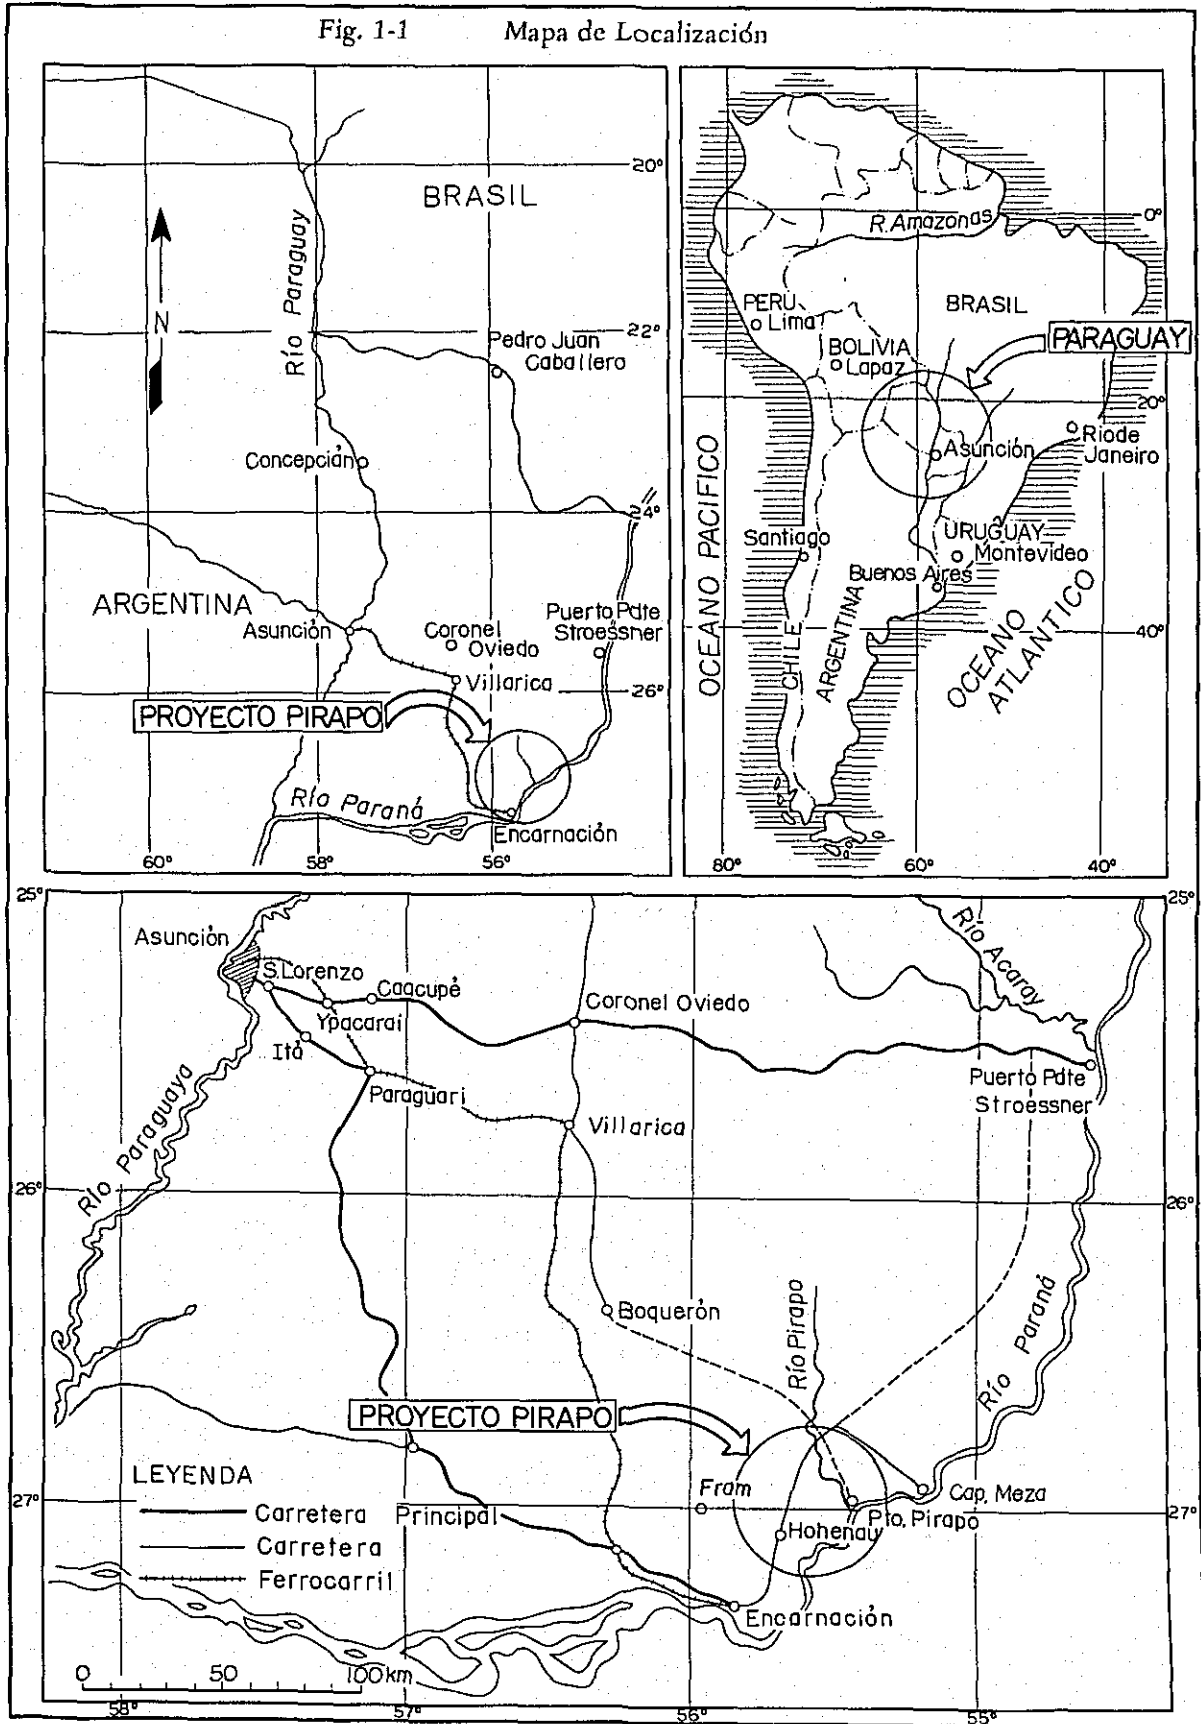 Fig. 1-1 Mapa de Localización
BRASIL
20°
Río Paraguay
N
22°
Pedro Juan
Caballero
Concepción
24°
ARGENTINA
Asunción
Coronel
Oviedo
Puerto Pdte
Stroessner
Villarica
26°
PROYECTO PIRAPO
Río Paraná
Encarnación
60°
58°
56°
R. Amazonas
0°
PERU
Lima
BRASIL
PARAGUAY
BOLIVIA
Lapaz
20°
Asunción
Riode
Janeiro
OCEANO PACIFICO
Santiago
URUGUAY
Montevideo
Buenos Aires
CHILE
ARGENTINA
40°
OCEANO
ATLANTICO
80°
60°
40°
25°
25°
Asunción
S. Lorenzo
Caacupé
Ypacaraí
Itá
Paraguari
Coronel Oviedo
Río Acaray
Puerto Pdte
Stroessner
Villarica
Río Paraguaya
26°
26°
Boquerón
Río Pirapo
Río Paraná
PROYECTO PIRAPO
LEYENDA
27°
27°
Fram
Cap. Meza
Pto. Pirapó
Hohenau
Carretera Principal
Carretera
Ferrocarril
Encarnación
0 50 100km
58°
57°
56°
55°